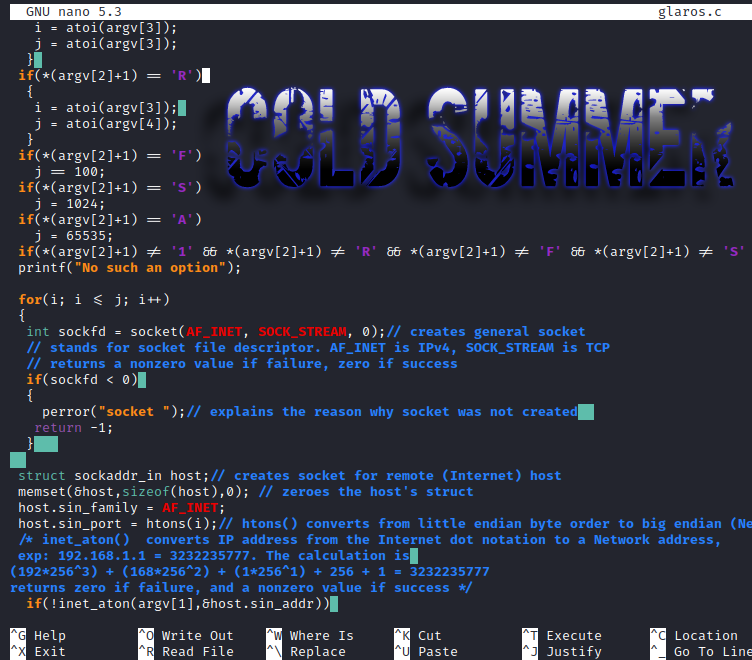 GNU nano 5.3 glaros.c
i = atoi(argv[3]);
j = atoi(argv[3]);
}
if(*(argv[2]+1) == 'R')
{
i = atoi(argv[3]);
j = atoi(argv[4]);
}
COLD SUMMER
if(*(argv[2]+1) == 'F')
j == 100;
if(*(argv[2]+1) == 'S')
j = 1024;
if(*(argv[2]+1) == 'A')
j = 65535;
if(*(argv[2]+1) != '1' && *(argv[2]+1) != 'R' && *(argv[2]+1) != 'F' && *(argv[2]+1) != 'S'
printf("No such an option");
for(i; i <= j; i++)
{
int sockfd = socket(AF_INET, SOCK_STREAM, 0);// creates general socket
// stands for socket file descriptor. AF_INET is IPv4, SOCK_STREAM is TCP
// returns a nonzero value if failure, zero if success
if(sockfd < 0)
{
perror("socket ");// explains the reason why socket was not created
return -1;
}
struct sockaddr_in host;// creates socket for remote (Internet) host
memset(&host,sizeof(host),0); // zeroes the host's struct
host.sin_family = AF_INET;
host.sin_port = htons(i);// htons() converts from little endian byte order to big endian (Ne
/* inet_aton()  converts IP address from the Internet dot notation to a Network address,
exp: 192.168.1.1 = 3232235777. The calculation is
(192*256^3) + (168*256^2) + (1*256^1) + 256 + 1 = 3232235777
returns zero if failure, and a nonzero value if success */
if(!inet_aton(argv[1],&host.sin_addr))
^G Help ^O Write Out ^W Where Is ^K Cut ^T Execute ^C Location
^X Exit ^R Read File ^\ Replace ^U Paste ^J Justify ^_ Go To Line